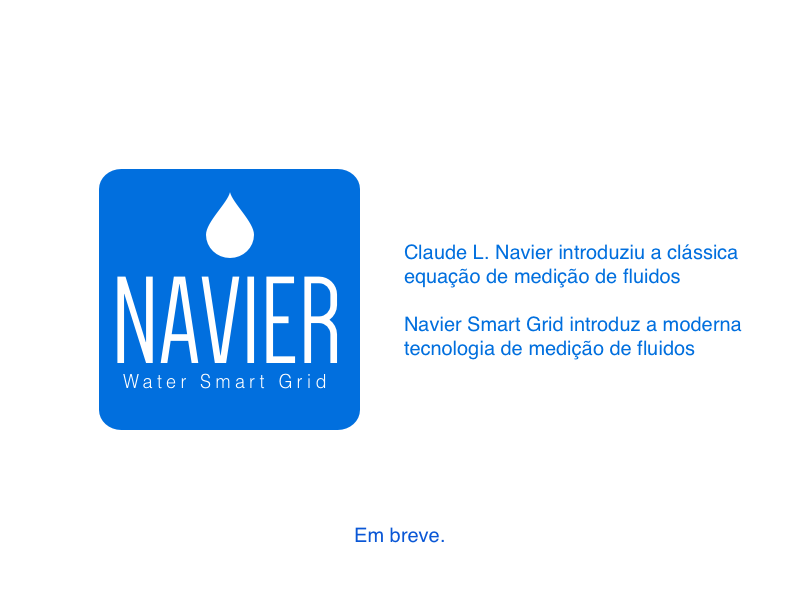 NAVIER
Water Smart Grid
Claude L. Navier introduziu a clássica
equação de medição de fluidos
Navier Smart Grid introduz a moderna
tecnologia de medição de fluidos
Em breve.